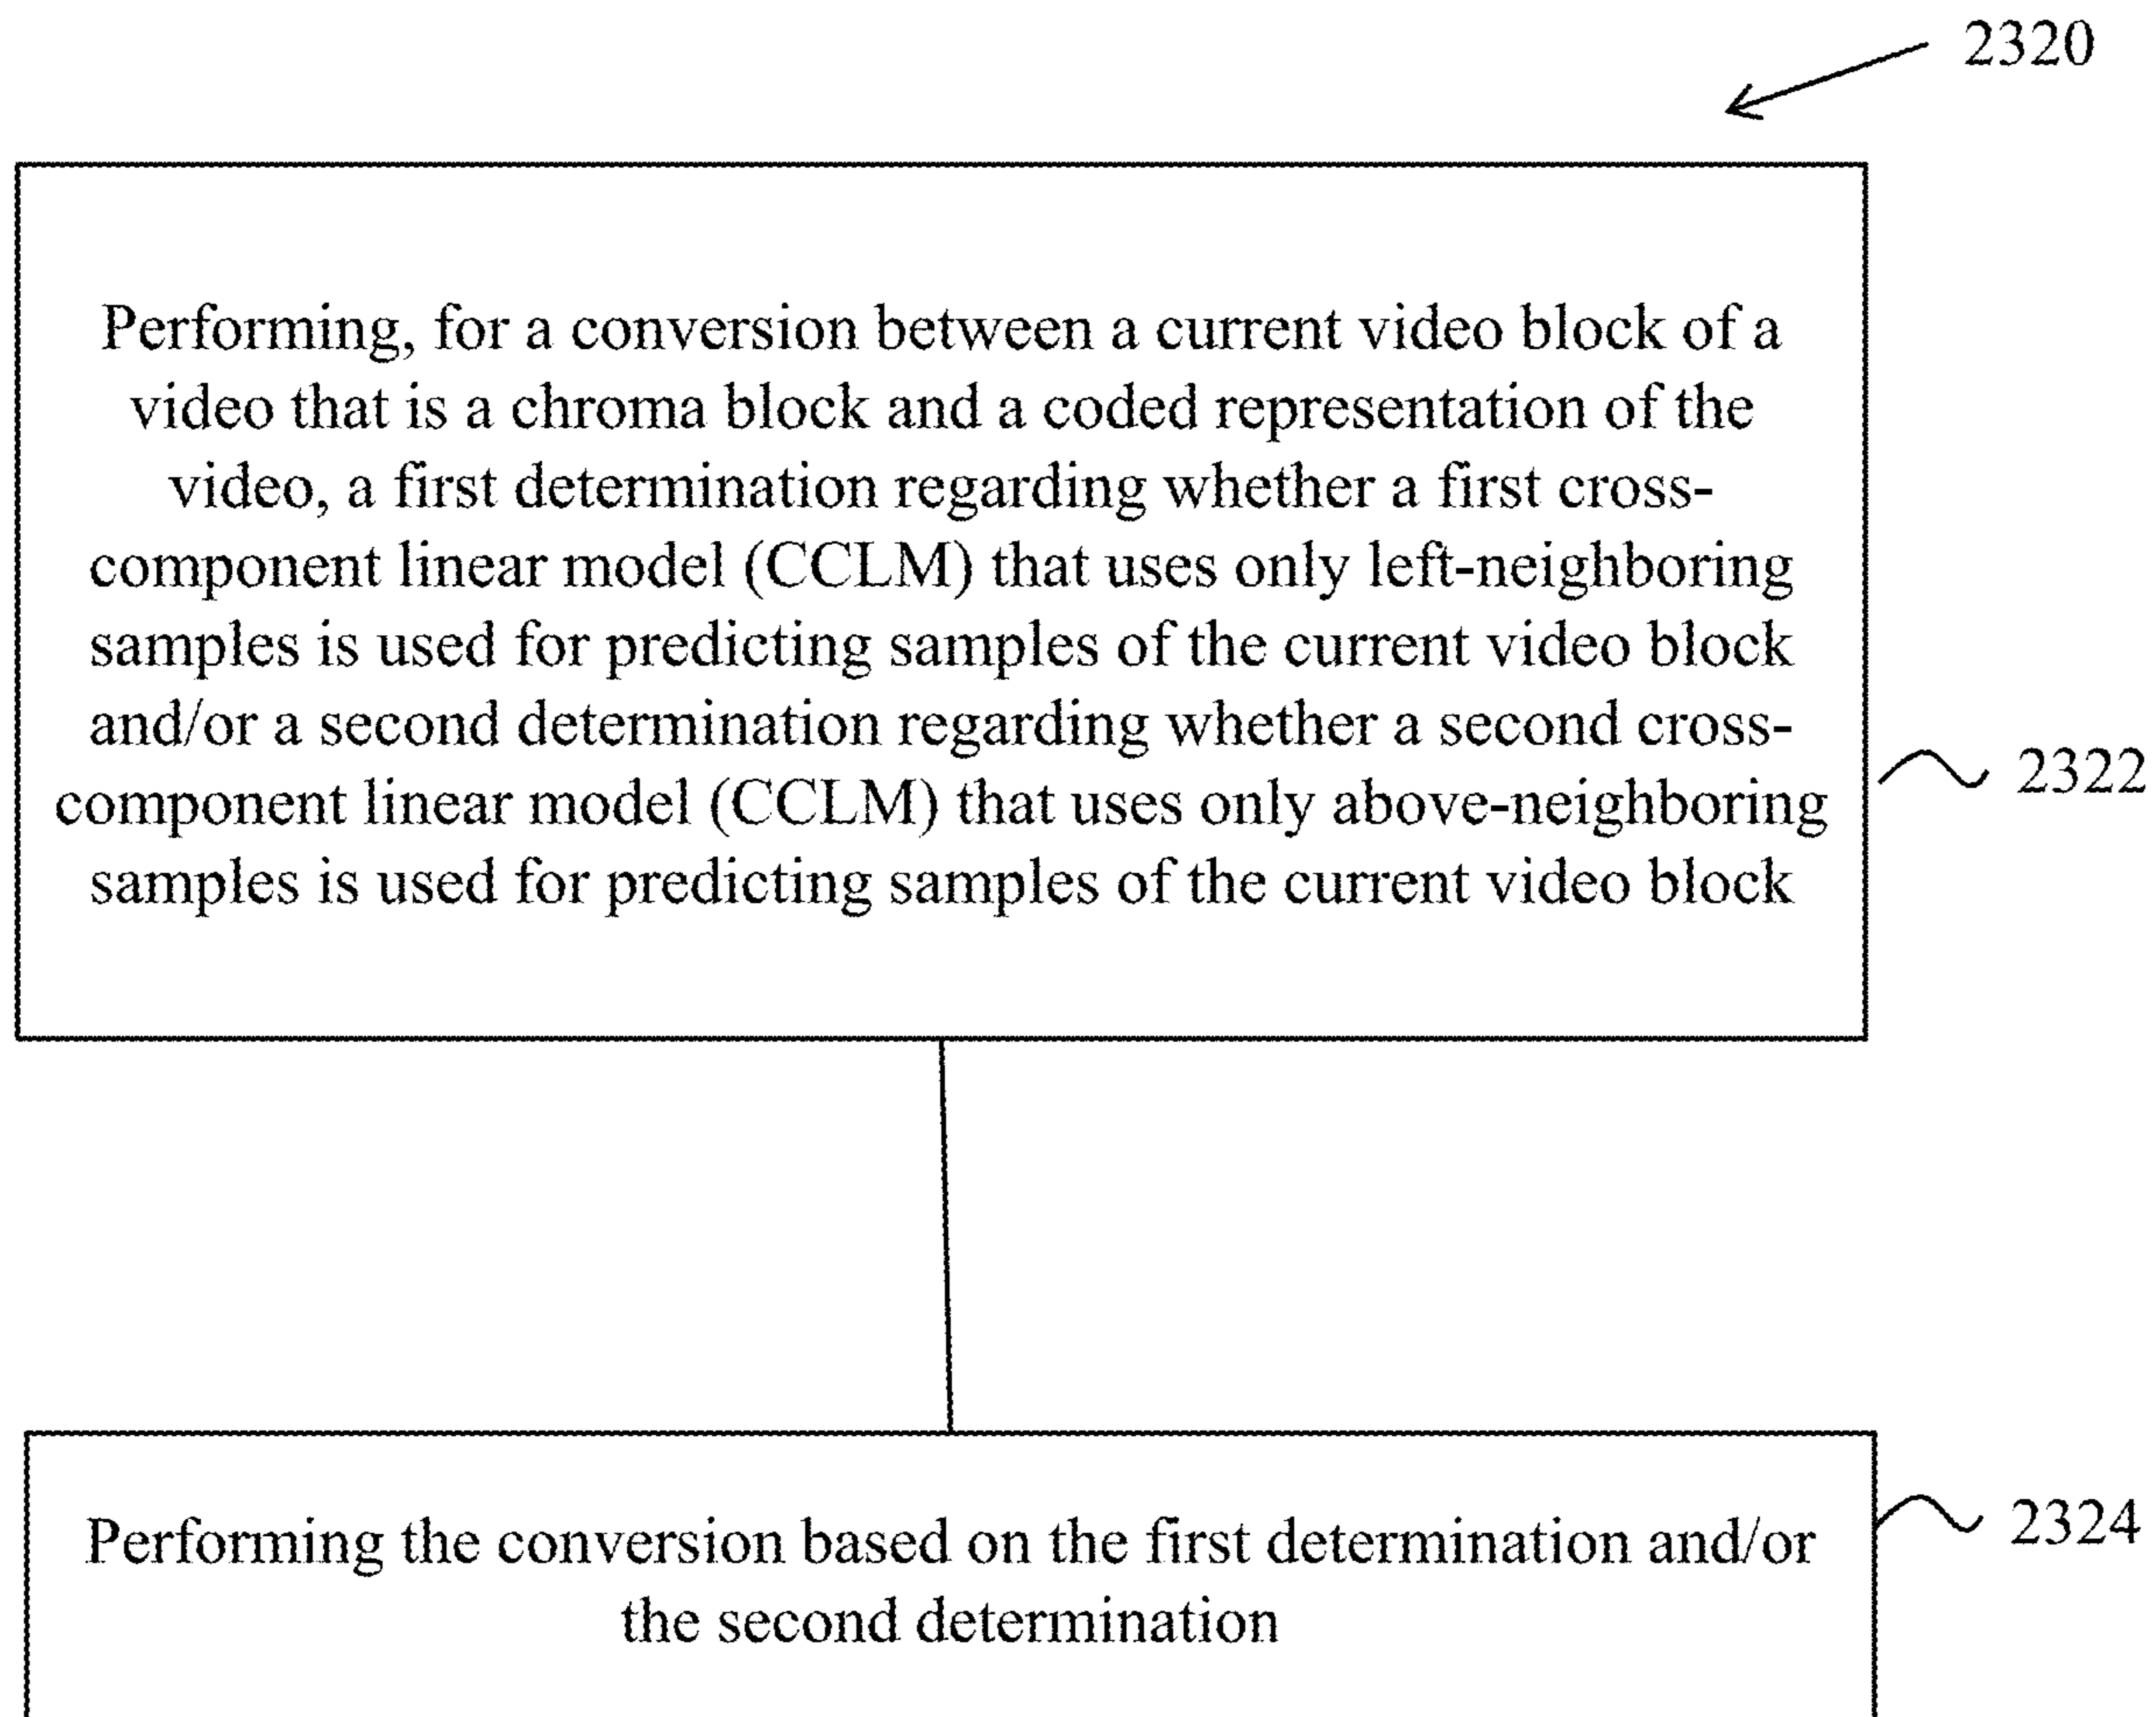 2320
Performing, for a conversion between a current video block of a
video that is a chroma block and a coded representation of the
video, a first determination regarding whether a first cross-
component linear model (CCLM) that uses only left-neighboring
samples is used for predicting samples of the current video block
and/or a second determination regarding whether a second cross-
component linear model (CCLM) that uses only above-neighboring
samples is used for predicting samples of the current video block
2322
Performing the conversion based on the first determination and/or
the second determination
2324